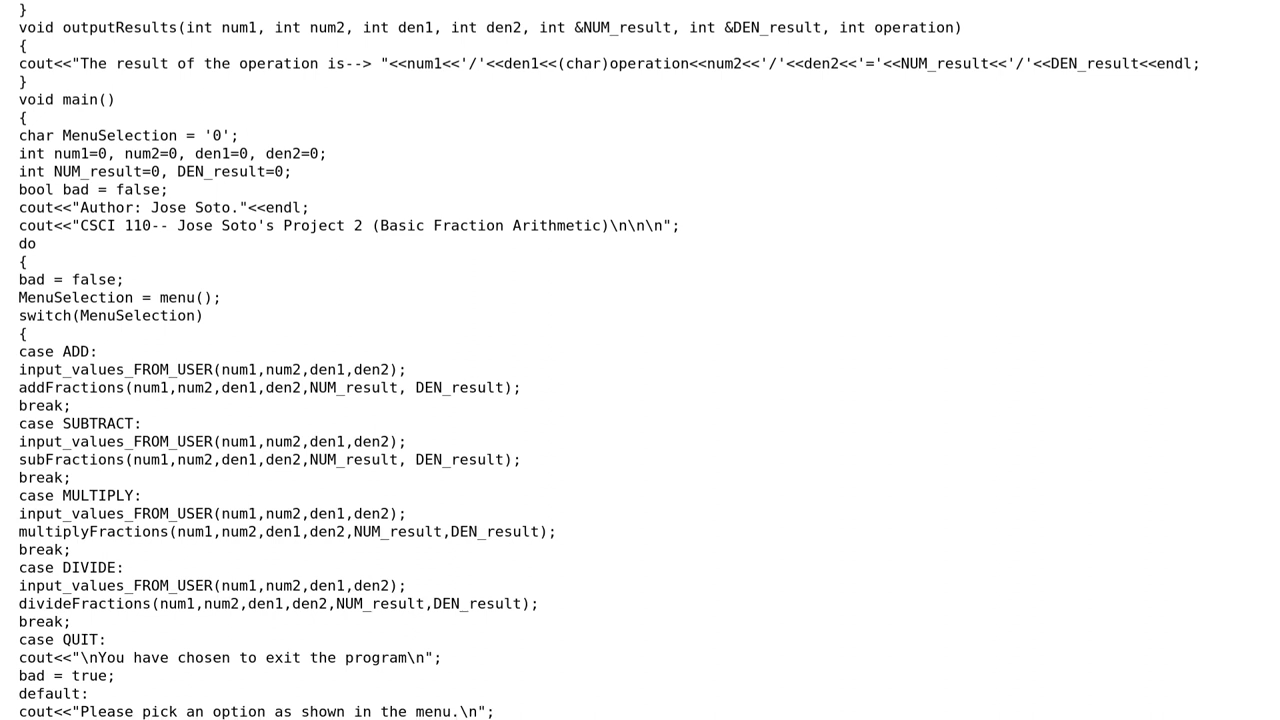 }
void outputResults(int num1, int num2, int den1, int den2, int &NUM_result, int &DEN_result, int operation)
{
cout<<"The result of the operation is--> "<<num1<<'/'<<den1<<(char)operation<<num2<<'/'<<den2<<'='<<NUM_result<<'/'<<DEN_result<<endl;
}
void main()
{
char MenuSelection = '0';
int num1=0, num2=0, den1=0, den2=0;
int NUM_result=0, DEN_result=0;
bool bad = false;
cout<<"Author: Jose Soto."<<endl;
cout<<"CSCI 110-- Jose Soto's Project 2 (Basic Fraction Arithmetic)\n\n\n";
do
{
bad = false;
MenuSelection = menu();
switch(MenuSelection)
{
case ADD:
input_values_FROM_USER(num1,num2,den1,den2);
addFractions(num1,num2,den1,den2,NUM_result, DEN_result);
break;
case SUBTRACT:
input_values_FROM_USER(num1,num2,den1,den2);
subFractions(num1,num2,den1,den2,NUM_result, DEN_result);
break;
case MULTIPLY:
input_values_FROM_USER(num1,num2,den1,den2);
multiplyFractions(num1,num2,den1,den2,NUM_result,DEN_result);
break;
case DIVIDE:
input_values_FROM_USER(num1,num2,den1,den2);
divideFractions(num1,num2,den1,den2,NUM_result,DEN_result);
break;
case QUIT:
cout<<"\nYou have chosen to exit the program\n";
bad = true;
default:
cout<<"Please pick an option as shown in the menu.\n";